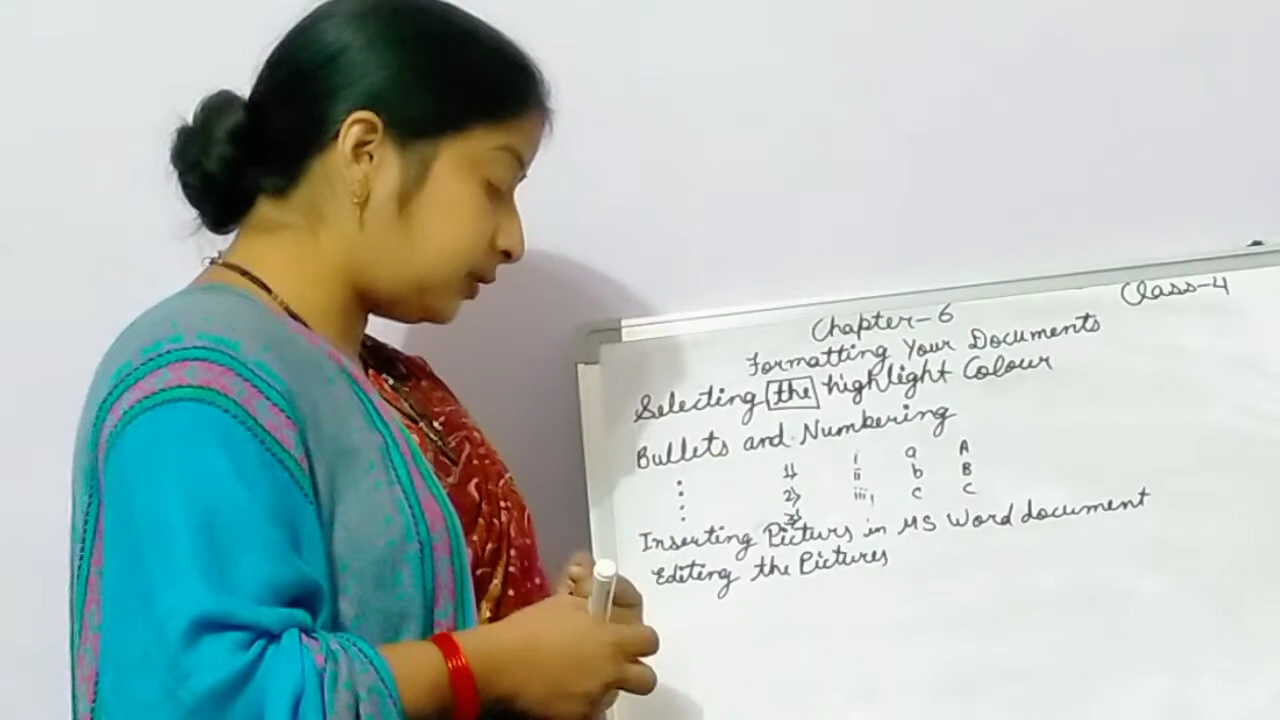 Class-4
Chapter-6
Formatting Your Documents
Selecting the highlight Colour
Bullets and Numbering
• 1) i a A
• 2) ii b B
• 3) iii, c C
•
Inserting Picturs in MS Word document
Editing the Pictures